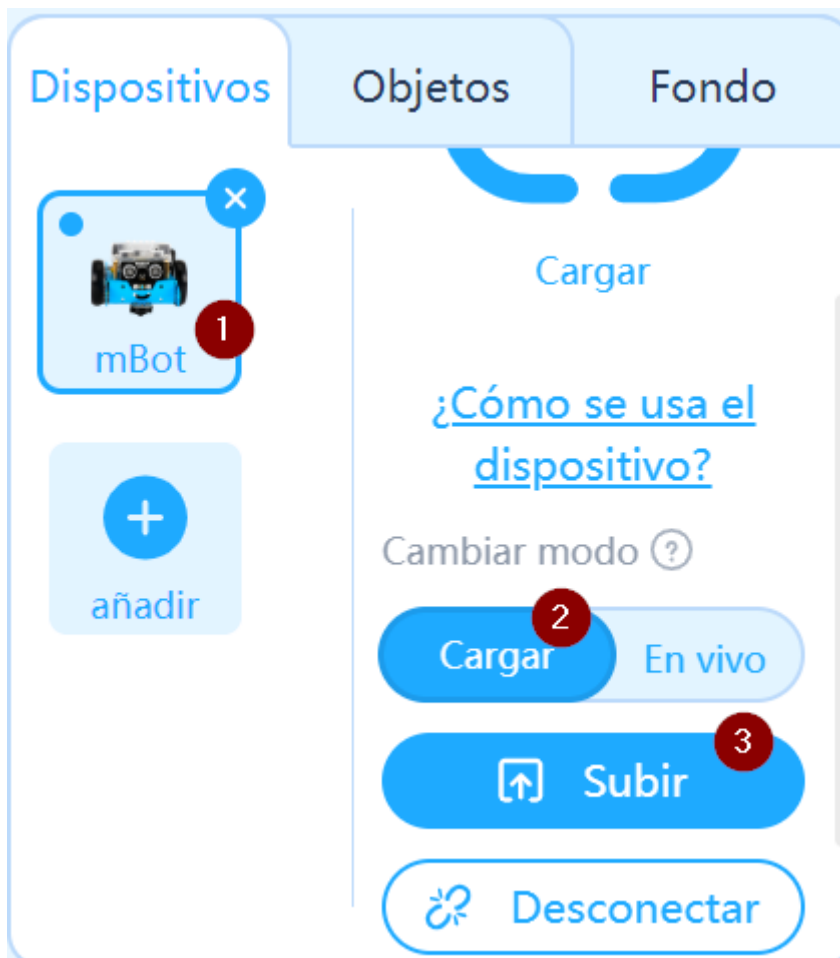 Dispositivos
Objetos
Fondo
1
mBot
añadir
Cargar
¿Cómo se usa el
dispositivo?
Cambiar modo ?
2
Cargar
En vivo
3
Subir
Desconectar